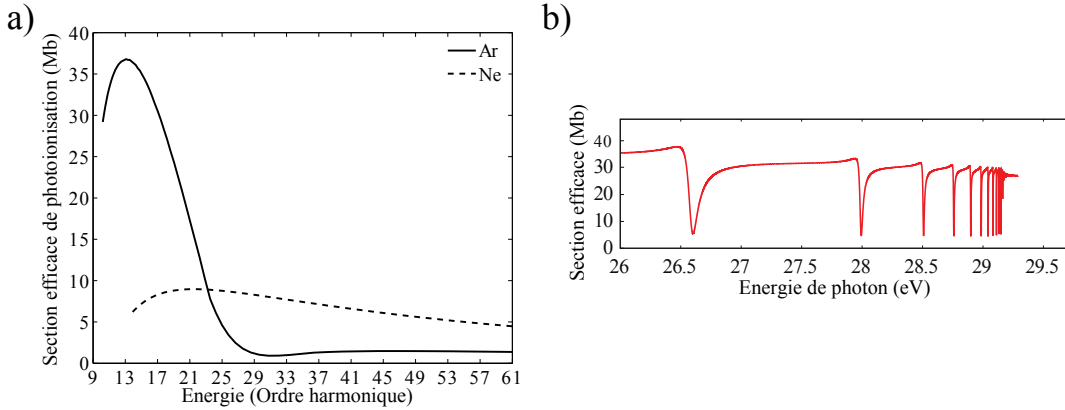 a)
Section efficace de photoionisation (Mb)
40
35
30
25
20
15
10
5
0
9 13 17 21 25 29 33 37 41 45 49 53 57 61
Energie (Ordre harmonique)
Ar
Ne
b)
Section efficace (Mb)
40
30
20
10
0
26 26.5 27 27.5 28 28.5 29 29.5
Energie de photon (eV)